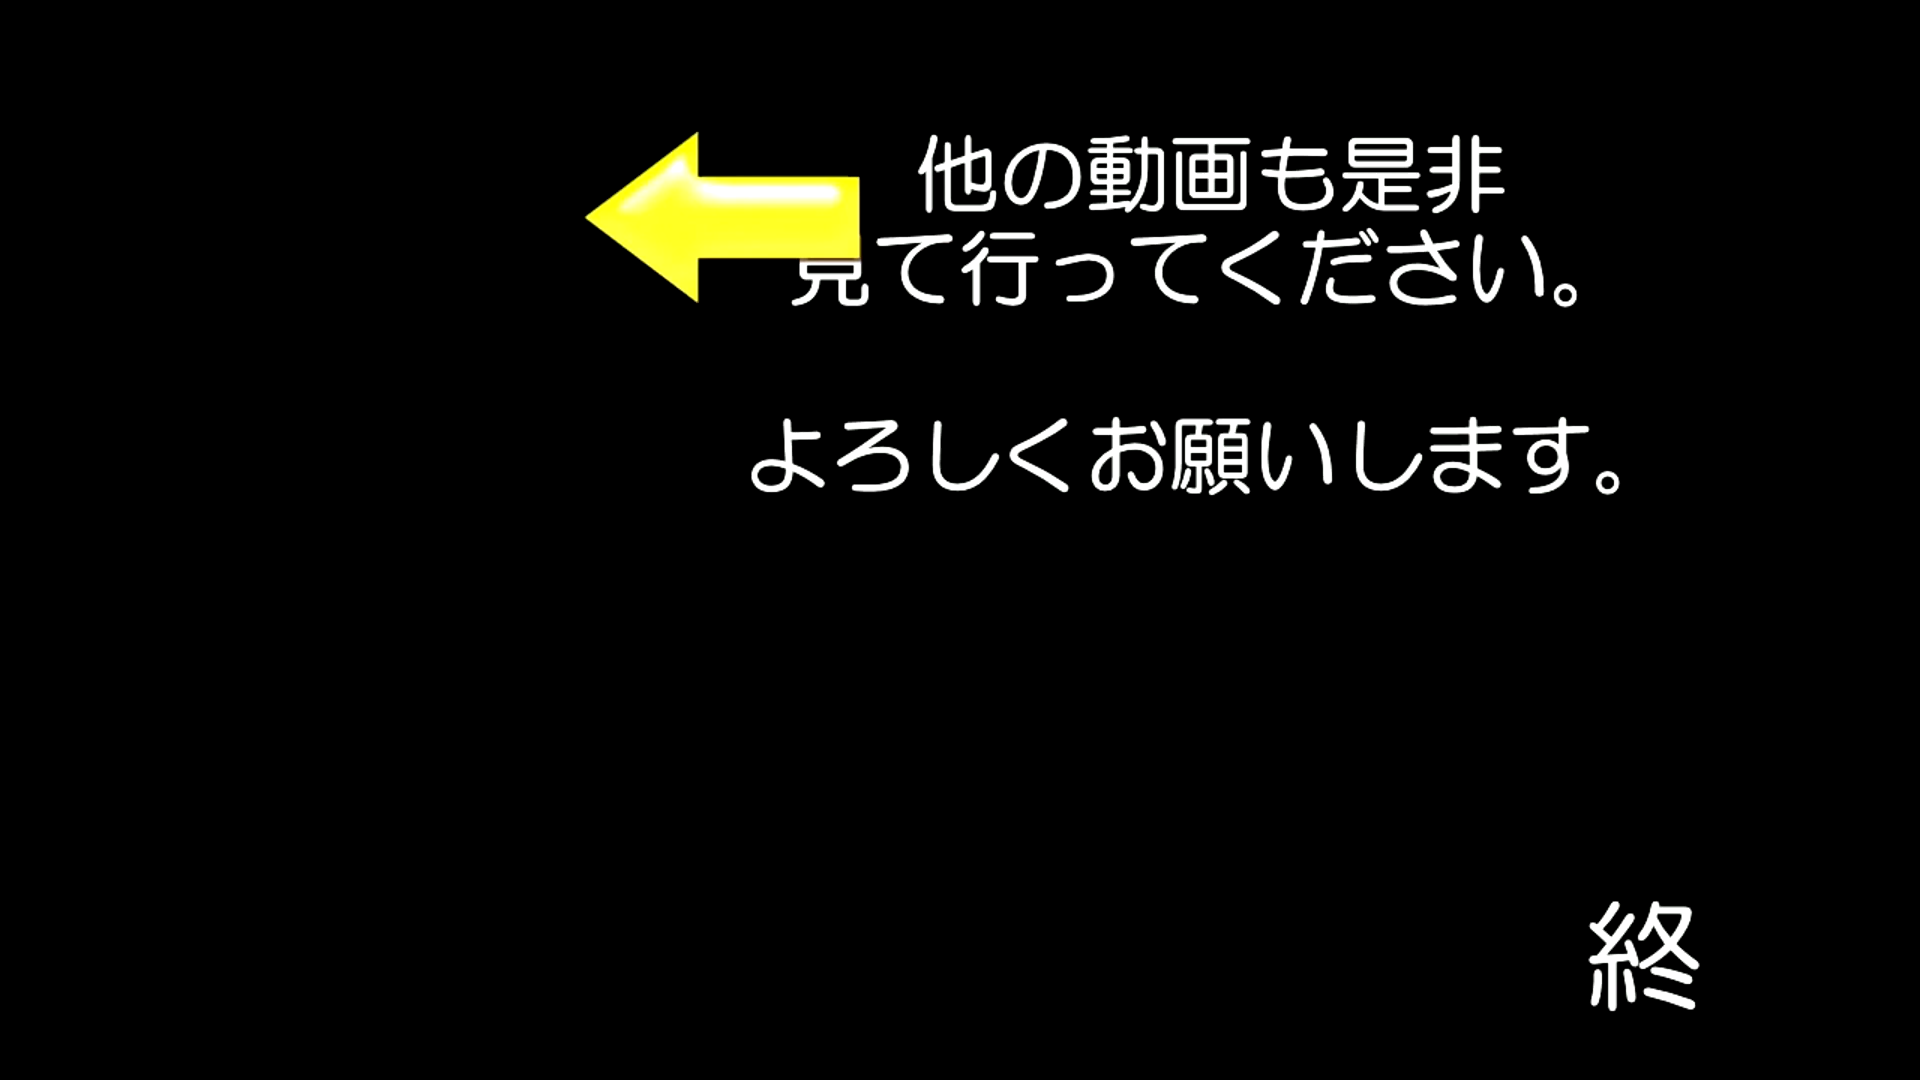 他の動画も是非
見て行ってください。
よろしくお願いします。
終